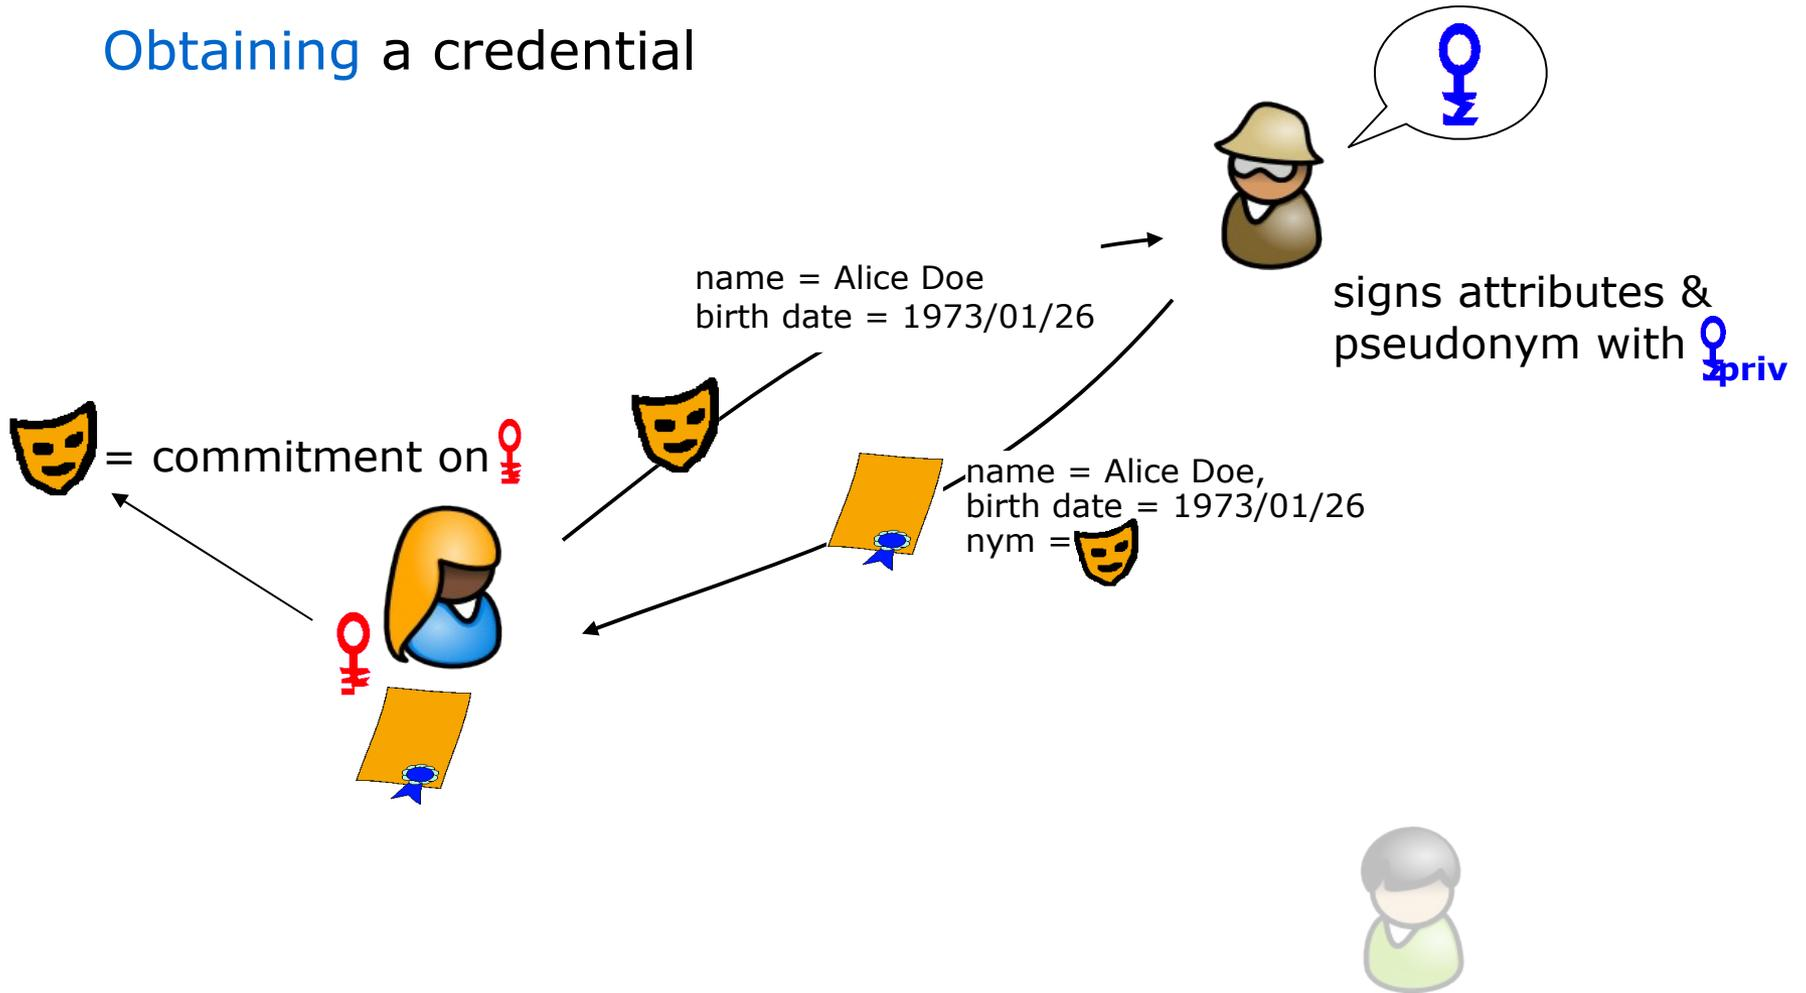 Obtaining a credential
name = Alice Doe
birth date = 1973/01/26
signs attributes &
pseudonym with priv
= commitment on
name = Alice Doe,
birth date = 1973/01/26
nym =